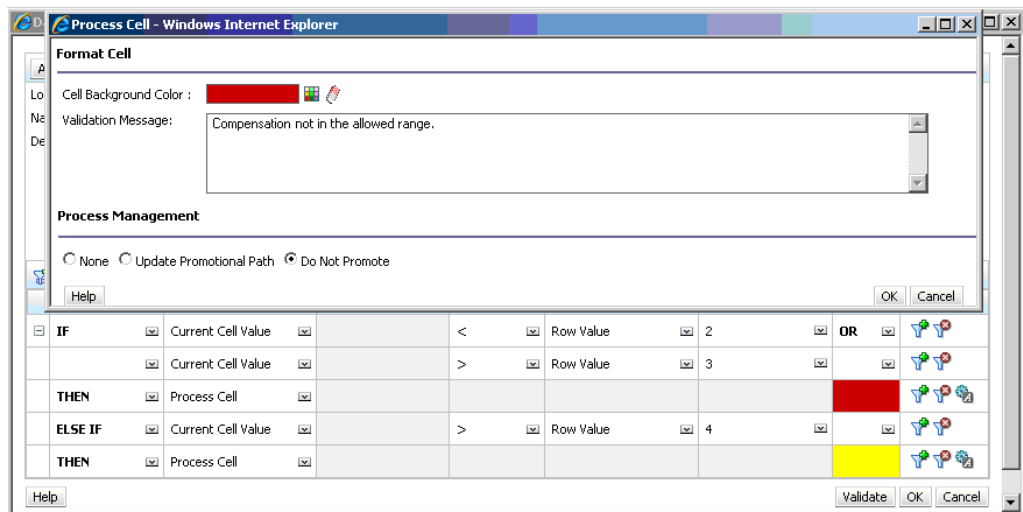 D
Process Cell - Windows Internet Explorer
Format Cell
A
Lo Cell Background Color :
Na Validation Message: Compensation not in the allowed range.
De
Process Management
None Update Promotional Path Do Not Promote
Help OK Cancel
IF Current Cell Value < Row Value 2 OR
Current Cell Value > Row Value 3
THEN Process Cell
ELSE IF Current Cell Value > Row Value 4
THEN Process Cell
Help Validate OK Cancel